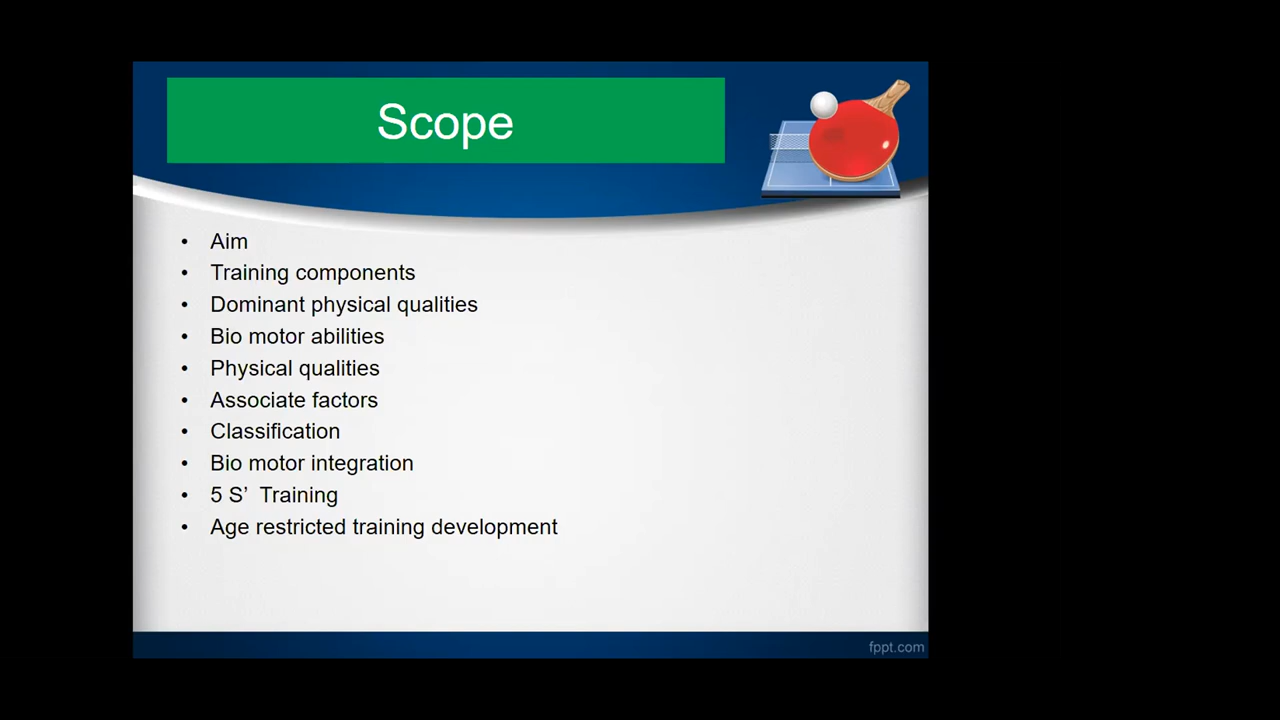 Scope
• Aim
• Training components
• Dominant physical qualities
• Bio motor abilities
• Physical qualities
• Associate factors
• Classification
• Bio motor integration
• 5 S’  Training
• Age restricted training development
fppt.com